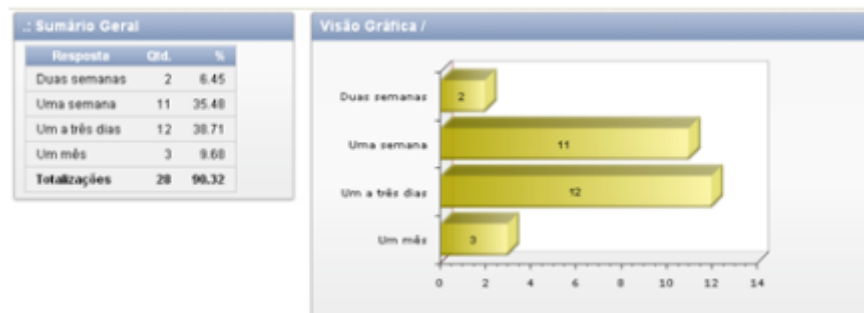 .: Sumário Geral
Resposta Qtd. %
Duas semanas 2 6.45
Uma semana 11 35.48
Um a três dias 12 38.71
Um mês 3 9.68
Totalizações 28 90.32
Visão Gráfica /
Duas semanas 2
Uma semana 11
Um a três dias 12
Um mês 3
0 2 4 6 8 10 12 14